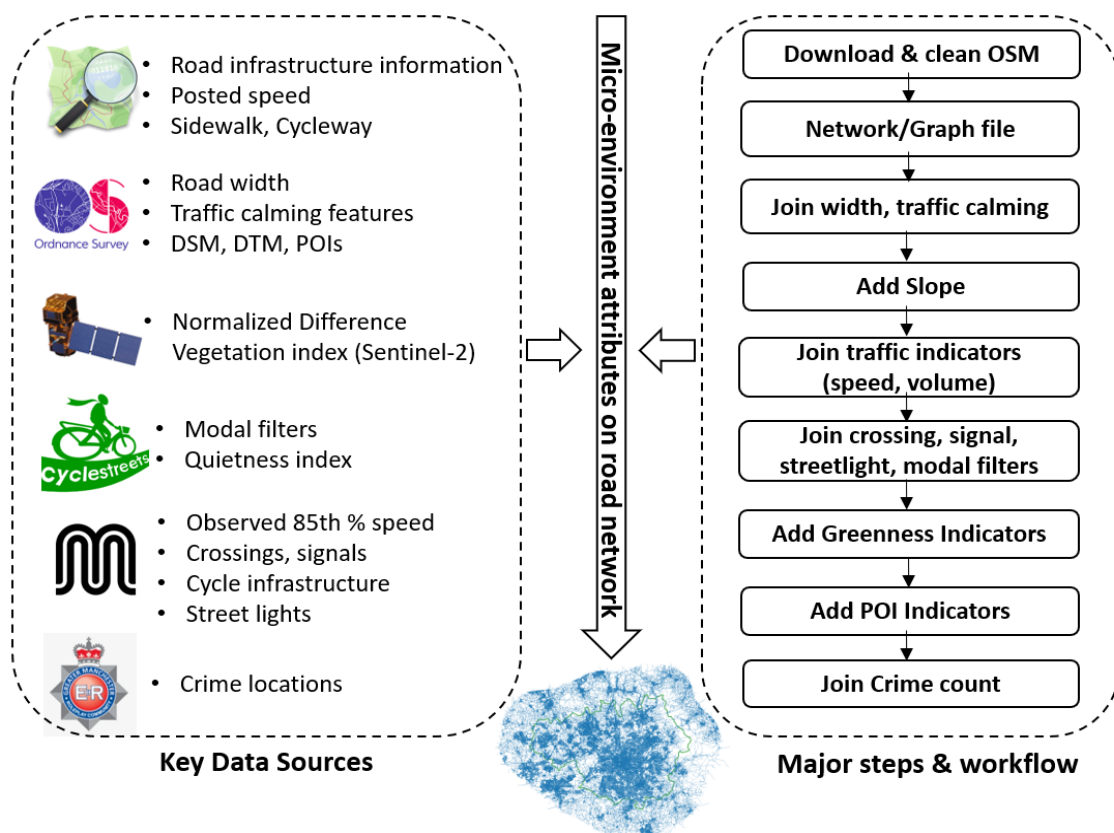 • Road infrastructure information
• Posted speed
• Sidewalk, Cycleway
OS
Ordnance Survey
• Road width
• Traffic calming features
• DSM, DTM, POIs
• Normalized Difference
Vegetation index (Sentinel-2)
Cyclestreets
• Modal filters
• Quietness index
• Observed 85th % speed
• Crossings, signals
• Cycle infrastructure
• Street lights
GREATER MANCHESTER
E R
• Crime locations
Key Data Sources
Micro-environment attributes on road network
Download & clean OSM
Network/Graph file
Join width, traffic calming
Add Slope
Join traffic indicators
(speed, volume)
Join crossing, signal,
streetlight, modal filters
Add Greenness Indicators
Add POI Indicators
Join Crime count
Major steps & workflow